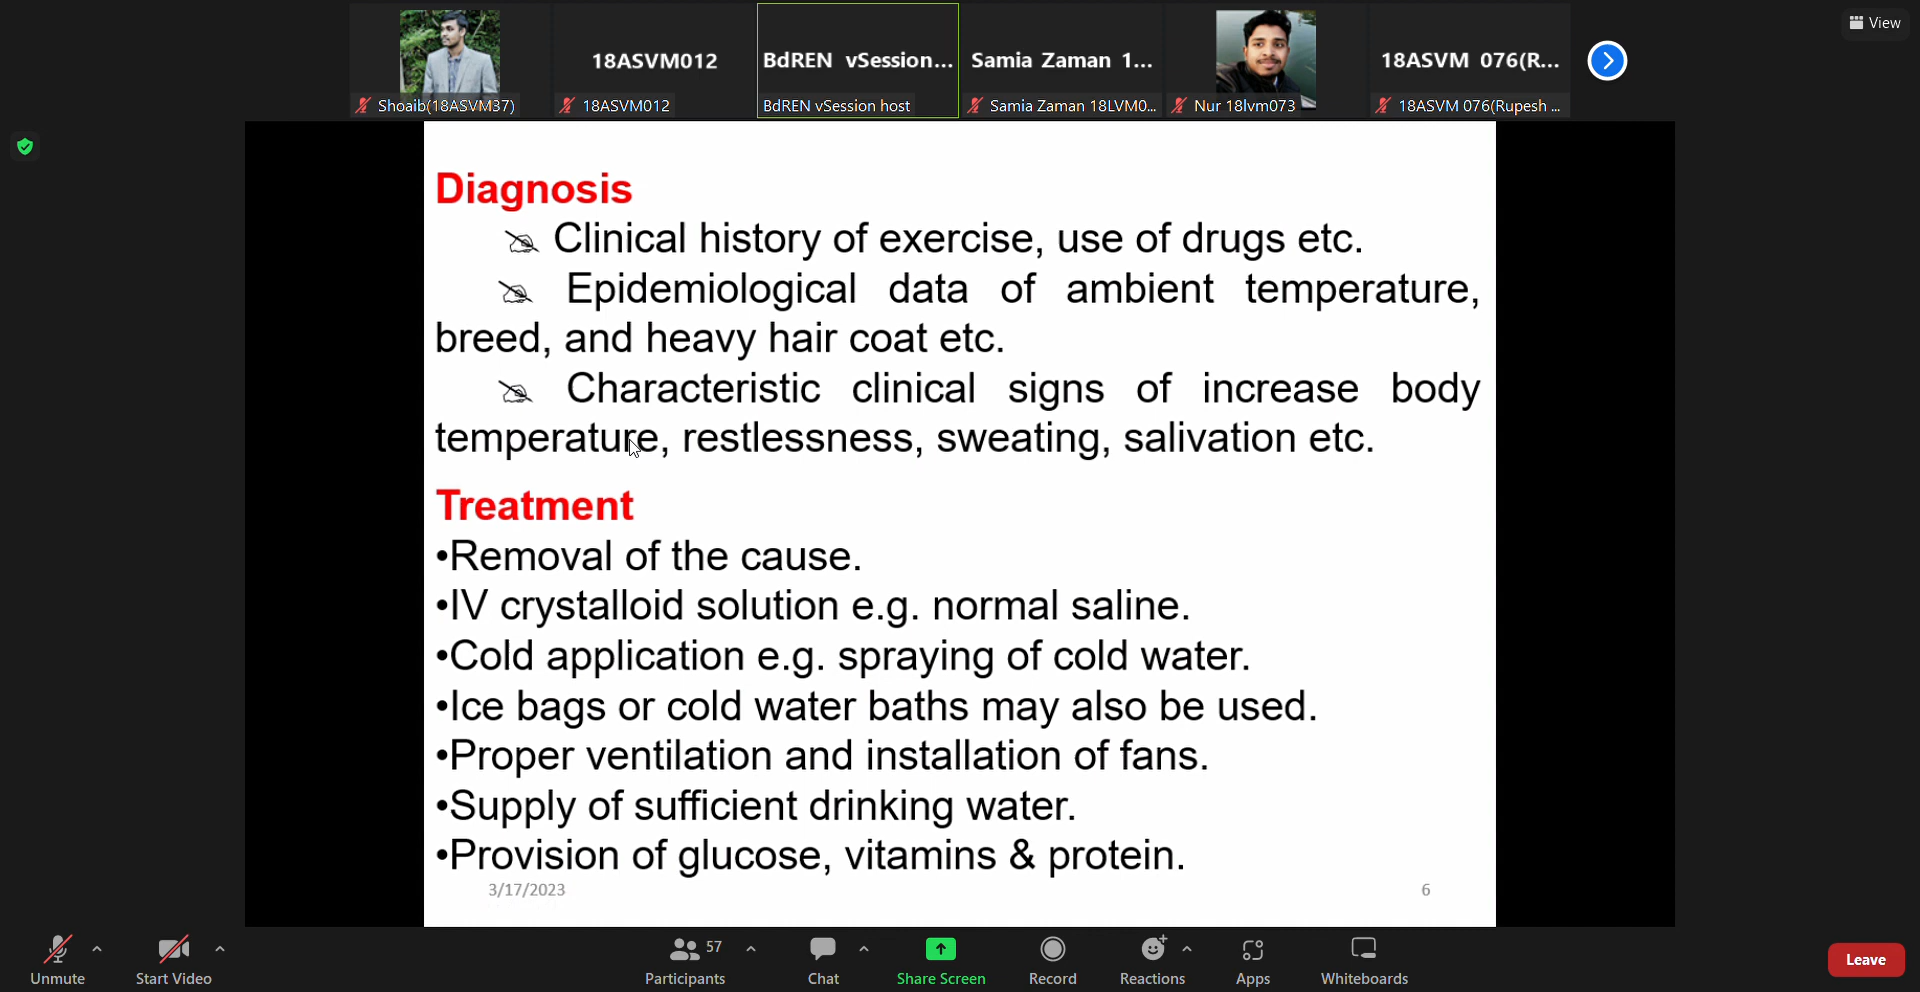 18ASVM012
BdREN vSession...
Samia Zaman 1...
18ASVM 076(R...
View
Shoaib(18ASVM37)
18ASVM012
BdREN vSession host
Samia Zaman 18LVM0...
Nur 18lvm073
18ASVM 076(Rupesh ...
Diagnosis
Clinical history of exercise, use of drugs etc.
Epidemiological data of ambient temperature,
breed, and heavy hair coat etc.
Characteristic clinical signs of increase body
temperature, restlessness, sweating, salivation etc.
Treatment
•Removal of the cause.
•IV crystalloid solution e.g. normal saline.
•Cold application e.g. spraying of cold water.
•Ice bags or cold water baths may also be used.
•Proper ventilation and installation of fans.
•Supply of sufficient drinking water.
•Provision of glucose, vitamins & protein.
3/17/2023
6
57
Unmute
Start Video
Participants
Chat
Share Screen
Record
Reactions
Apps
Whiteboards
Leave